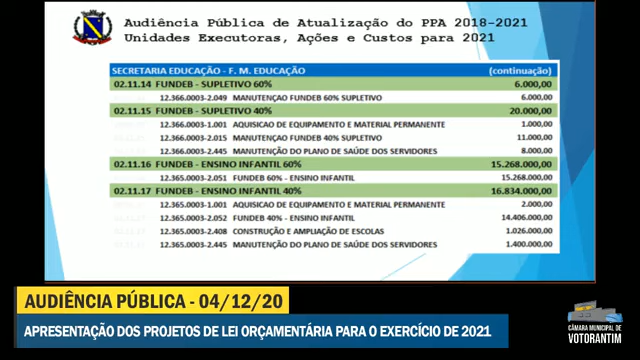 Audiência Pública de Atualização do PPA 2018-2021
Unidades Executoras, Ações e Custos para 2021
SECRETARIA EDUCAÇÃO - F. M. EDUCAÇÃO (continuação)
02.11.14 FUNDEB - SUPLETIVO 60% 6.000,00
12.366.0003-2.049 MANUTENÇAO FUNDEB 60% SUPLETIVO 6.000,00
02.11.15 FUNDEB - SUPLETIVO 40% 20.000,00
12.366.0003-1.001 AQUISICAO DE EQUIPAMENTO E MATERIAL PERMANENTE 1.000,00
12.366.0003-2.015 MANUTENÇAO FUNDEB 40% SUPLETIVO 11.000,00
12.366.0003-2.445 MANUTENÇÃO DO PLANO DE SAÚDE DOS SERVIDORES 8.000,00
02.11.16 FUNDEB - ENSINO INFANTIL 60% 15.268.000,00
12.365.0003-2.051 FUNDEB 60% - ENSINO INFANTIL 15.268.000,00
02.11.17 FUNDEB - ENSINO INFANTIL 40% 16.834.000,00
12.365.0003-1.001 AQUISICAO DE EQUIPAMENTO E MATERIAL PERMANENTE 2.000,00
12.365.0003-2.052 FUNDEB 40% - ENSINO INFANTIL 14.406.000,00
12.365.0003-2.408 CONSTRUÇÃO E AMPLIAÇÃO DE ESCOLAS 1.026.000,00
12.365.0003-2.445 MANUTENÇÃO DO PLANO DE SAÚDE DOS SERVIDORES 1.400.000,00
AUDIÊNCIA PÚBLICA - 04/12/20
APRESENTAÇÃO DOS PROJETOS DE LEI ORÇAMENTÁRIA PARA O EXERCÍCIO DE 2021
CÂMARA MUNICIPAL DE
VOTORANTIM